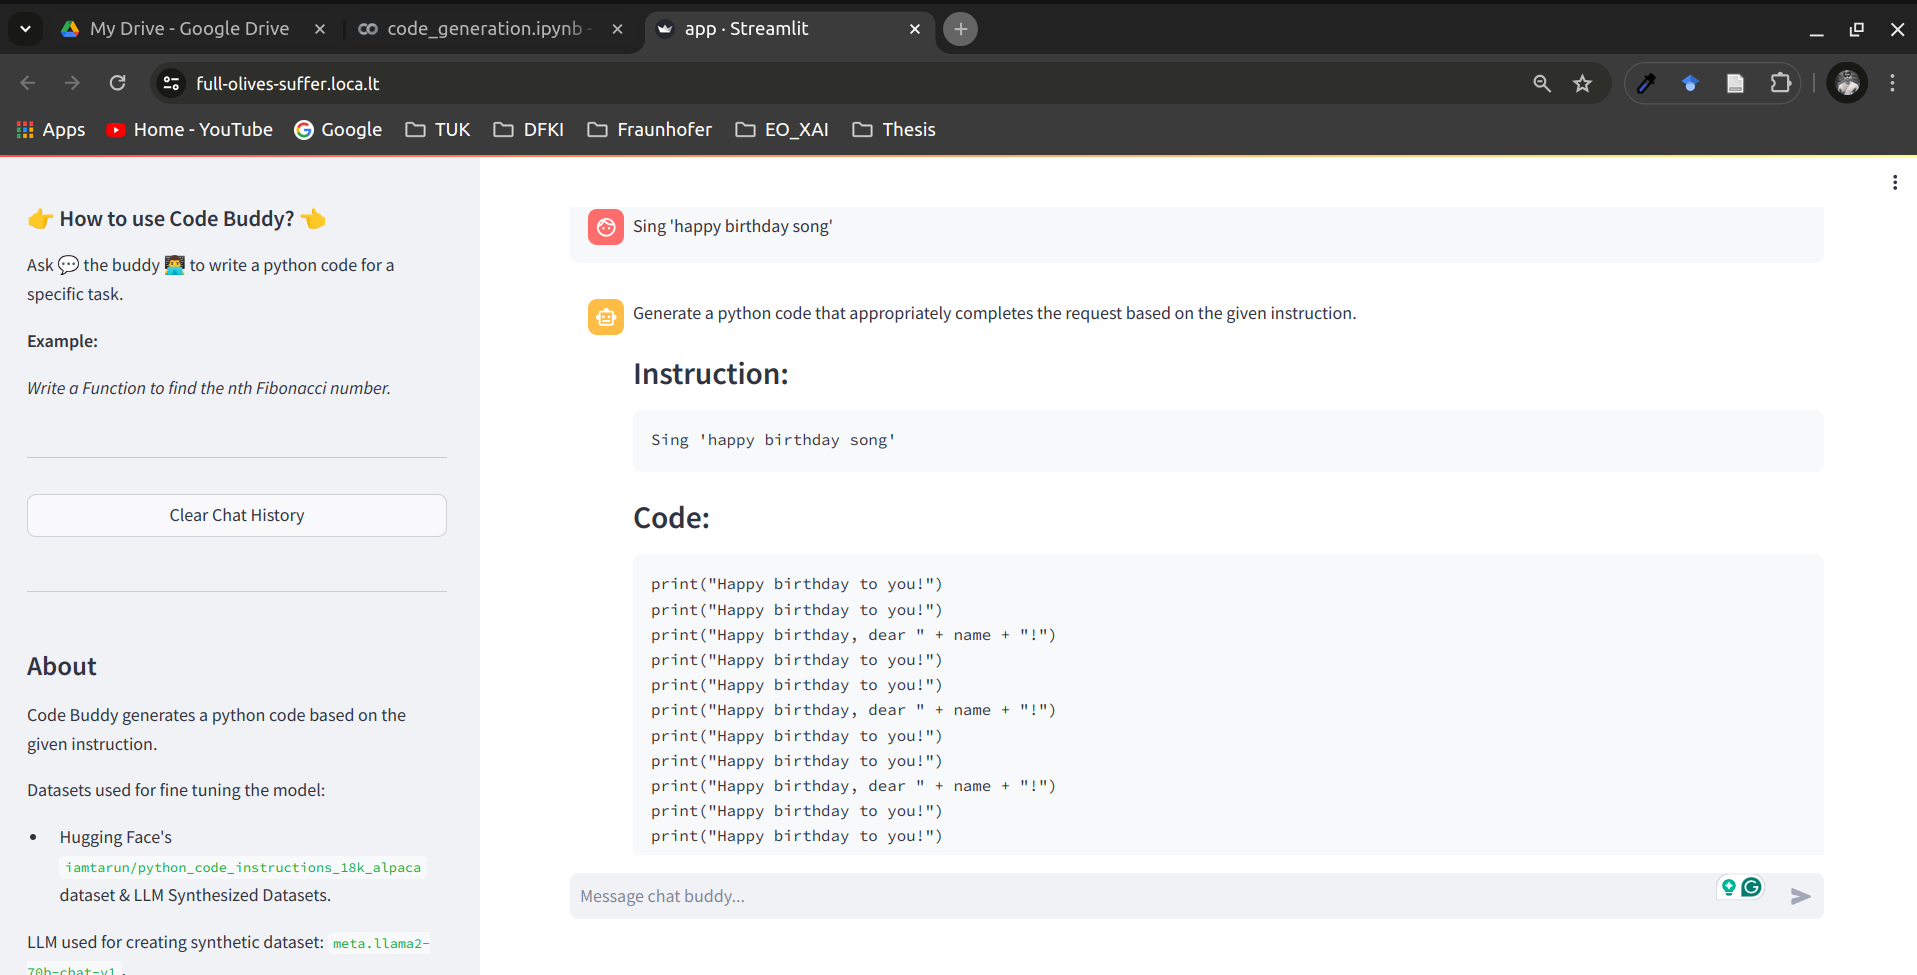 My Drive - Google Drive
code_generation.ipynb -
app · Streamlit
full-olives-suffer.loca.lt
Apps
Home - YouTube
Google
TUK
DFKI
Fraunhofer
EO_XAI
Thesis
👉 How to use Code Buddy? 👈
Ask 💬 the buddy 👨‍💻 to write a python code for a
specific task.
Example:
Write a Function to find the nth Fibonacci number.
Clear Chat History
About
Code Buddy generates a python code based on the
given instruction.
Datasets used for fine tuning the model:
• Hugging Face's
iamtarun/python_code_instructions_18k_alpaca
dataset & LLM Synthesized Datasets.
LLM used for creating synthetic dataset: meta.llama2-
70b-chat-v1.
Sing 'happy birthday song'
Generate a python code that appropriately completes the request based on the given instruction.
Instruction:
Sing 'happy birthday song'
Code:
print("Happy birthday to you!")
print("Happy birthday to you!")
print("Happy birthday, dear " + name + "!")
print("Happy birthday to you!")
print("Happy birthday to you!")
print("Happy birthday, dear " + name + "!")
print("Happy birthday to you!")
print("Happy birthday to you!")
print("Happy birthday, dear " + name + "!")
print("Happy birthday to you!")
print("Happy birthday to you!")
Message chat buddy...